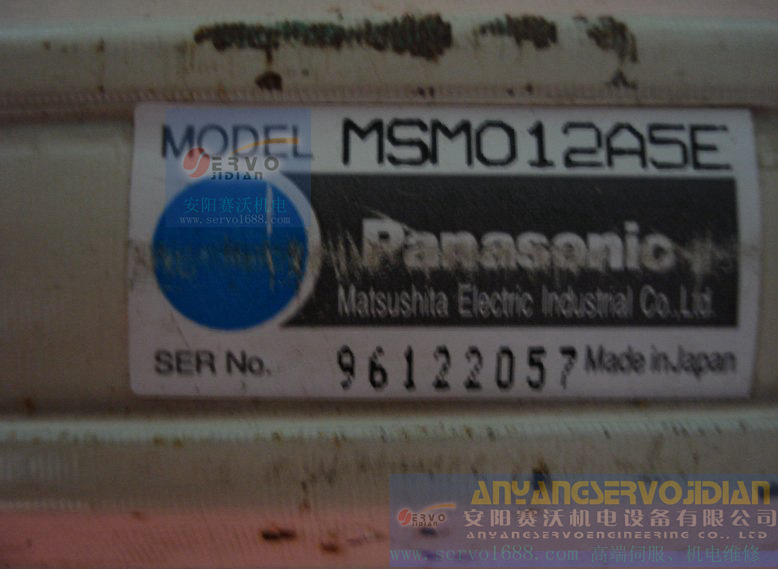 MODEL MSM012A5E
SERVO
JIDIAN
安阳赛沃机电
www.servo1688.com
Panasonic
Matsushita Electric Industrial Co.,Ltd.
SER No. 96122057 Made in Japan
ANYANGSERVOJIDIAN
SERVO
JIDIAN
安阳赛沃机电设备有限公司
ANYANGSERVOENGINEERING CO.,LTD
www.servo1688.com 高端伺服、机电维修